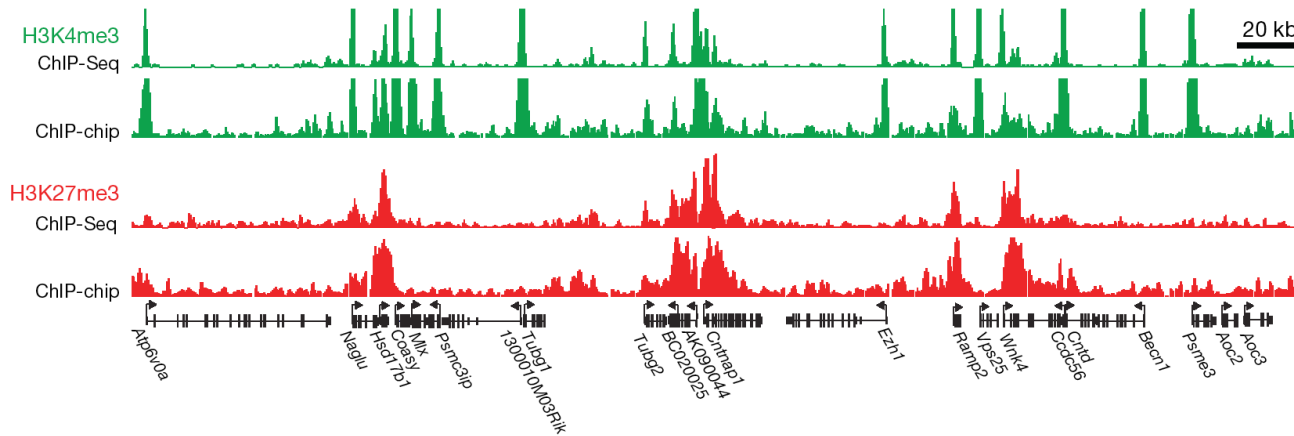 H3K4me3
20 kb
ChIP-Seq
ChIP-chip
H3K27me3
ChIP-Seq
ChIP-chip
Atp6v0a
Naglu
Hsd17b1
Coasy
Mlx
Psmc3ip
1300010M03Rik
Tubg1
Tubg2
BC020025
AK090044
Cntnap1
Ezh1
Ramp2
Vps25
Wnk4
Ccdc56
Cntd
Becn1
Psme3
Aoc2
Aoc3